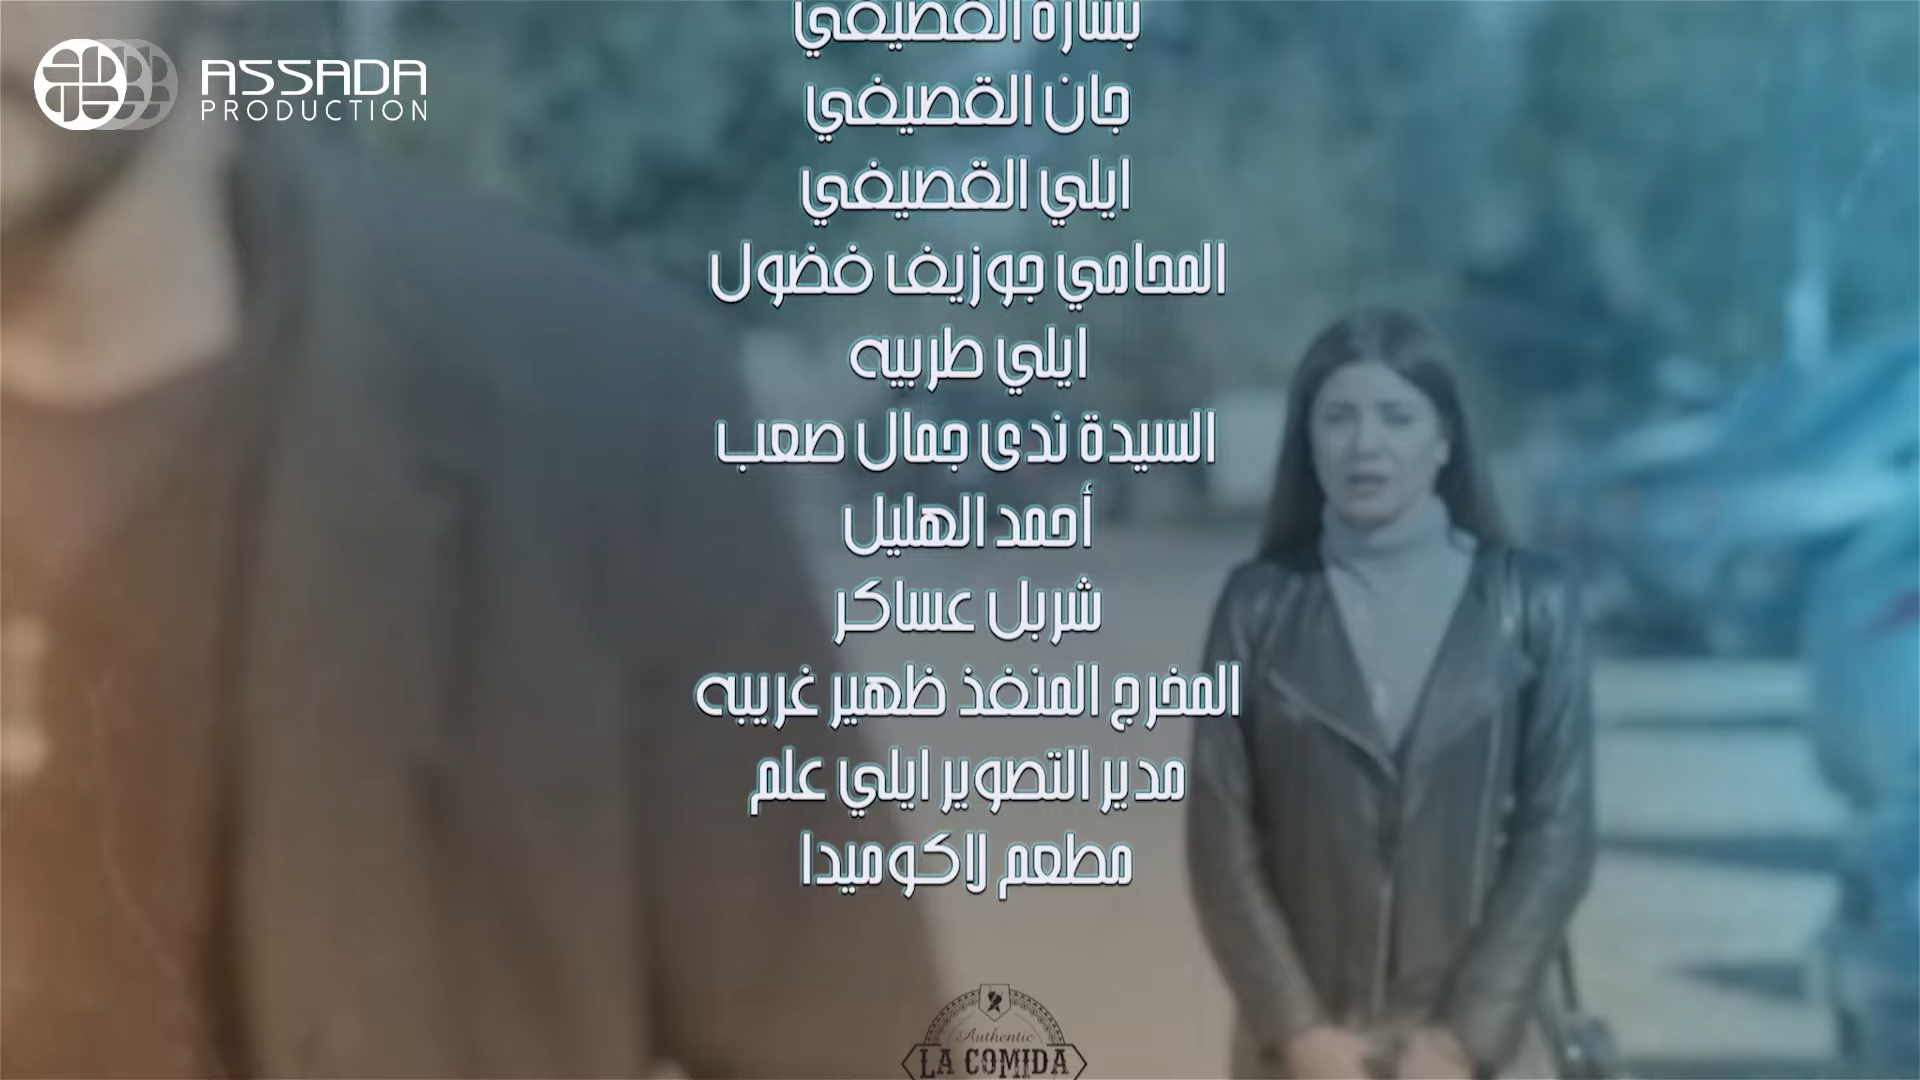 ASSADA
PRODUCTION
بشارة القصيفي
جان القصيفي
ايلي القصيفي
المحامي جوزيف فضول
ايلي طربيه
السيدة ندى جمال صعب
أحمد الهليل
شربل عساكر
المخرج المنفذ ظهير غريبه
مدير التصوير ايلي علم
مطعم لاكوميدا
Authentic
LA COMIDA